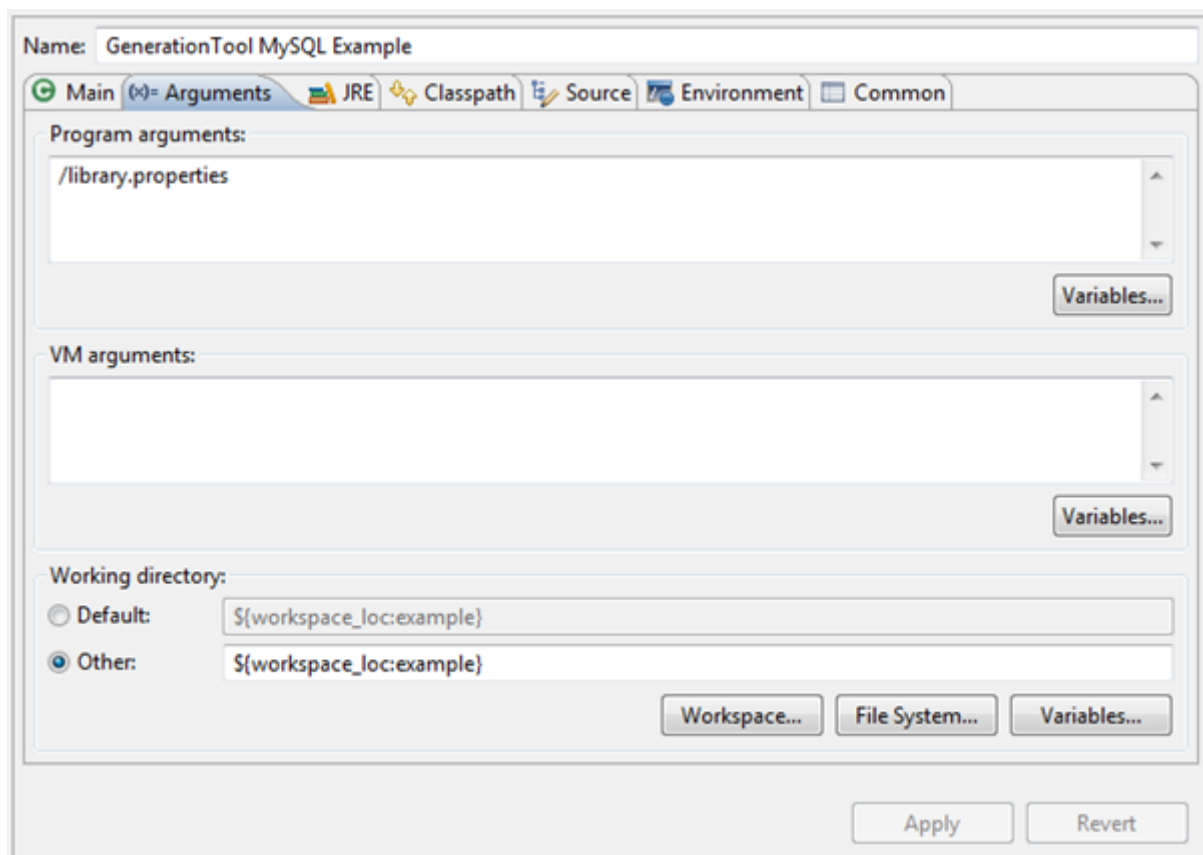 Name: GenerationTool MySQL Example
Main (x)= Arguments JRE Classpath Source Environment Common
Program arguments:
/library.properties
Variables...
VM arguments:
Variables...
Working directory:
Default: ${workspace_loc:example}
Other: ${workspace_loc:example}
Workspace... File System... Variables...
Apply Revert